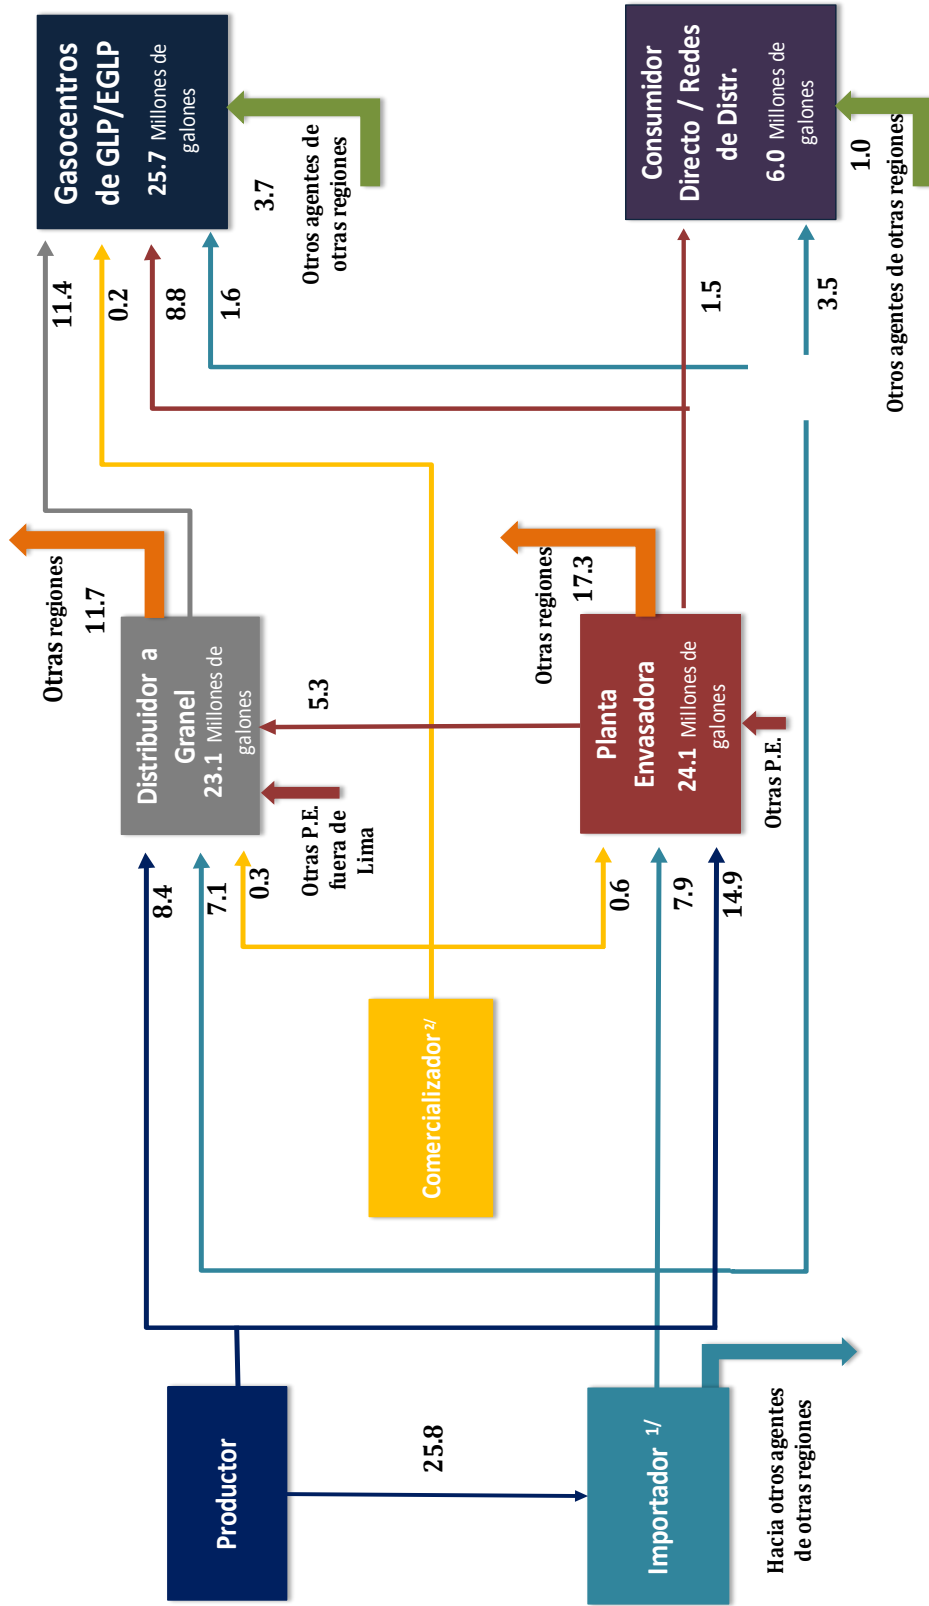 Productor
25.8
Importador 1/
Hacia otros agentes
de otras regiones
Comercializador 2/
8.4
7.1
0.3
Otras P.E.
fuera de
Lima
Distribuidor a
Granel
23.1 Millones de
galones
Otras regiones
11.7
5.3
0.6
7.9
14.9
Otras P.E.
Planta
Envasadora
24.1 Millones de
galones
Otras regiones
17.3
11.4
0.2
8.8
1.6
Gasocentros
de GLP/EGLP
25.7 Millones de
galones
3.7
Otros agentes de
otras regiones
1.5
3.5
Consumidor
Directo / Redes
de Distr.
6.0 Millones de
galones
1.0
Otros agentes de otras regiones